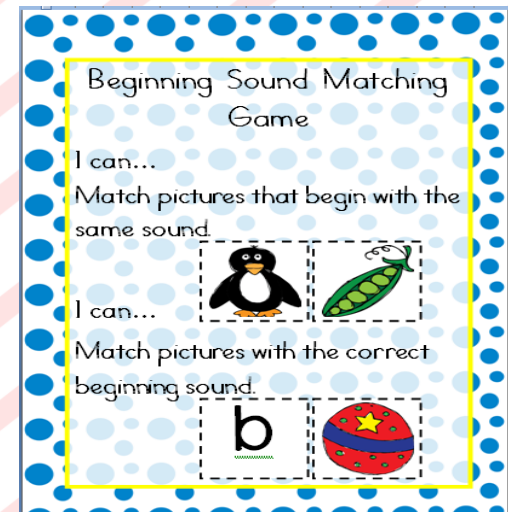 Beginning Sound Matching
Game
I can...
Match pictures that begin with the
same sound.
I can...
Match pictures with the correct
beginning sound.
b